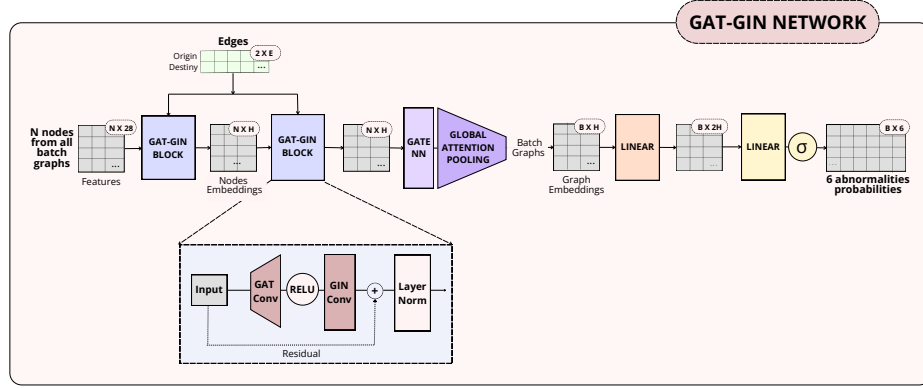 GAT-GIN NETWORK
Edges
2 X E
Origin
Destiny
...
N nodes
from all
batch
graphs
N X 28
...
Features
GAT-GIN
BLOCK
N X H
...
Nodes
Embeddings
GAT-GIN
BLOCK
N X H
...
GATE
NN
GLOBAL
ATTENTION
POOLING
Batch
Graphs
B X H
...
Graph
Embeddings
LINEAR
B X 2H
...
LINEAR
σ
B X 6
...
6 abnormalities
probabilities
Input
GAT
Conv
RELU
GIN
Conv
+
Layer
Norm
Residual